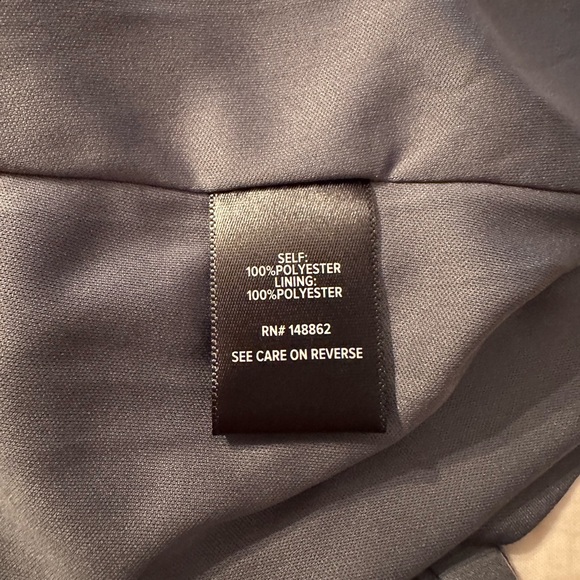 SELF:
100%POLYESTER
LINING:
100%POLYESTER
RN# 148862
SEE CARE ON REVERSE